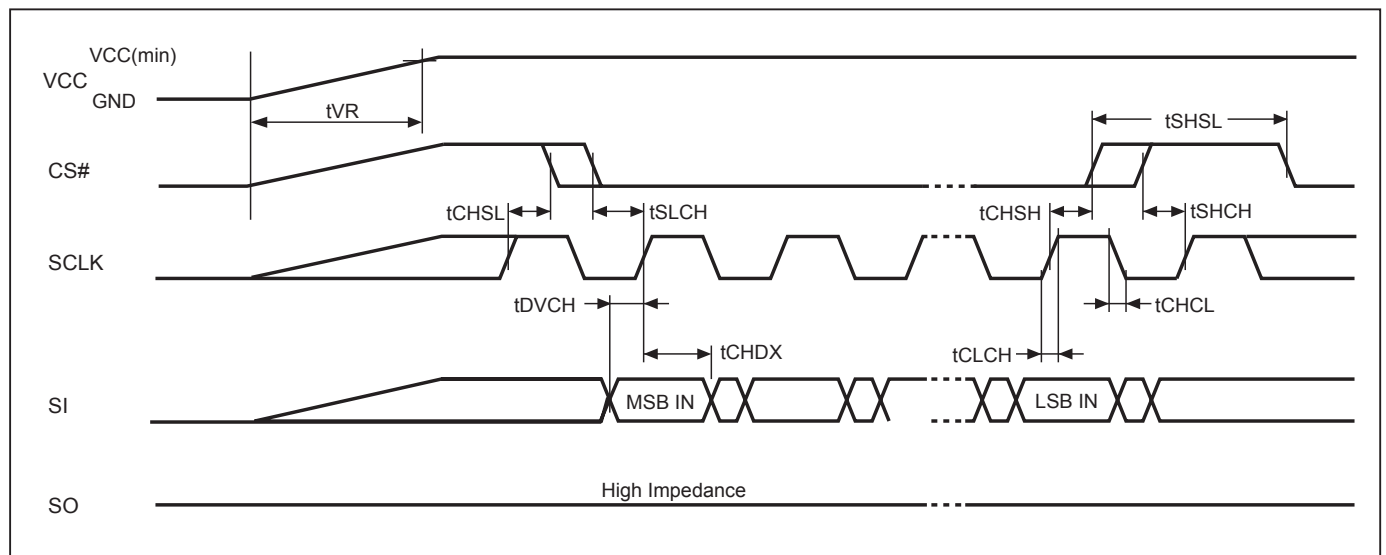 VCC(min)
VCC
GND
tVR
tSHSL
CS#
tCHSL
tSLCH
tCHSH
tSHCH
SCLK
tDVCH
tCHCL
tCHDX
tCLCH
SI
MSB IN
LSB IN
High Impedance
SO